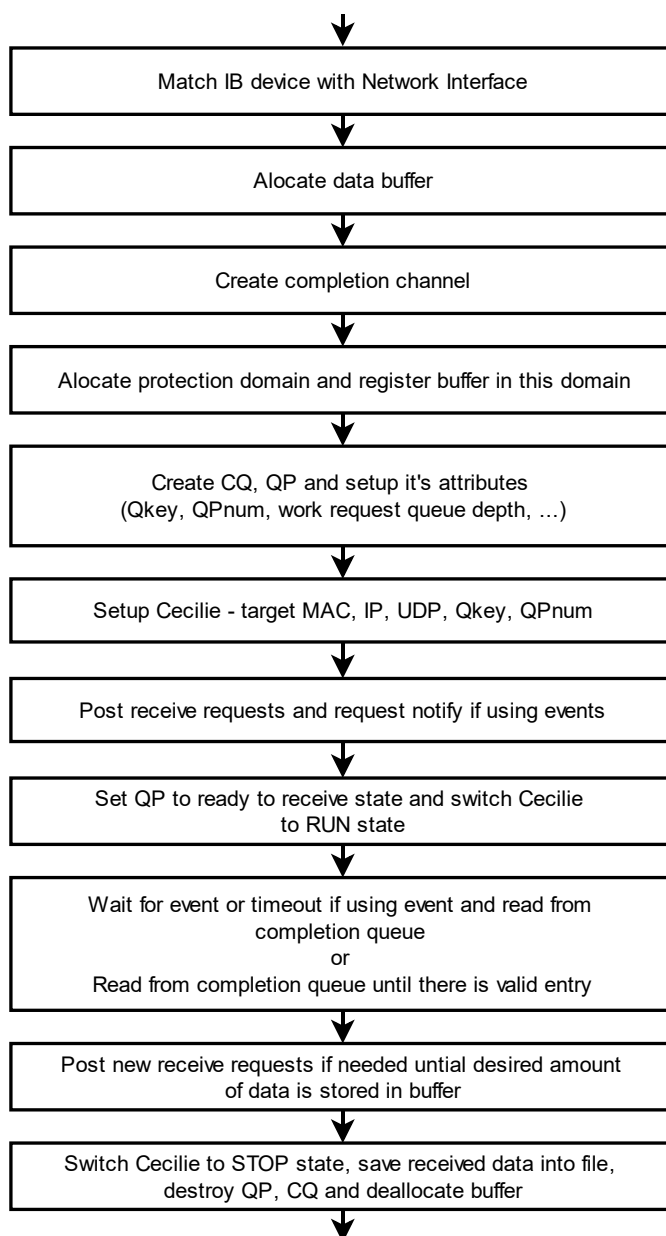 Match IB device with Network Interface
Alocate data buffer
Create completion channel
Alocate protection domain and register buffer in this domain
Create CQ, QP and setup it's attributes
(Qkey, QPnum, work request queue depth, ...)
Setup Cecilie - target MAC, IP, UDP, Qkey, QPnum
Post receive requests and request notify if using events
Set QP to ready to receive state and switch Cecilie
to RUN state
Wait for event or timeout if using event and read from
completion queue
or
Read from completion queue until there is valid entry
Post new receive requests if needed untial desired amount
of data is stored in buffer
Switch Cecilie to STOP state, save received data into file,
destroy QP, CQ and deallocate buffer